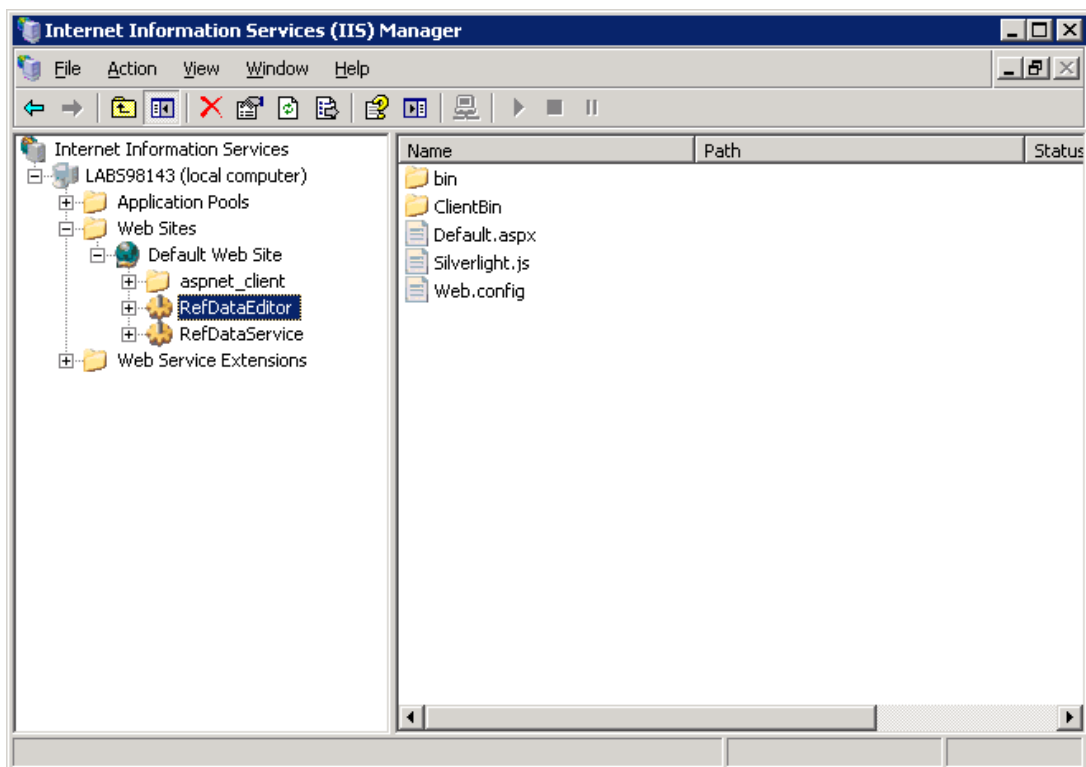 Internet Information Services (IIS) Manager
File Action View Window Help
Internet Information Services
LABS98143 (local computer)
Application Pools
Web Sites
Default Web Site
aspnet_client
RefDataEditor
RefDataService
Web Service Extensions
Name Path Status
bin
ClientBin
Default.aspx
Silverlight.js
Web.config